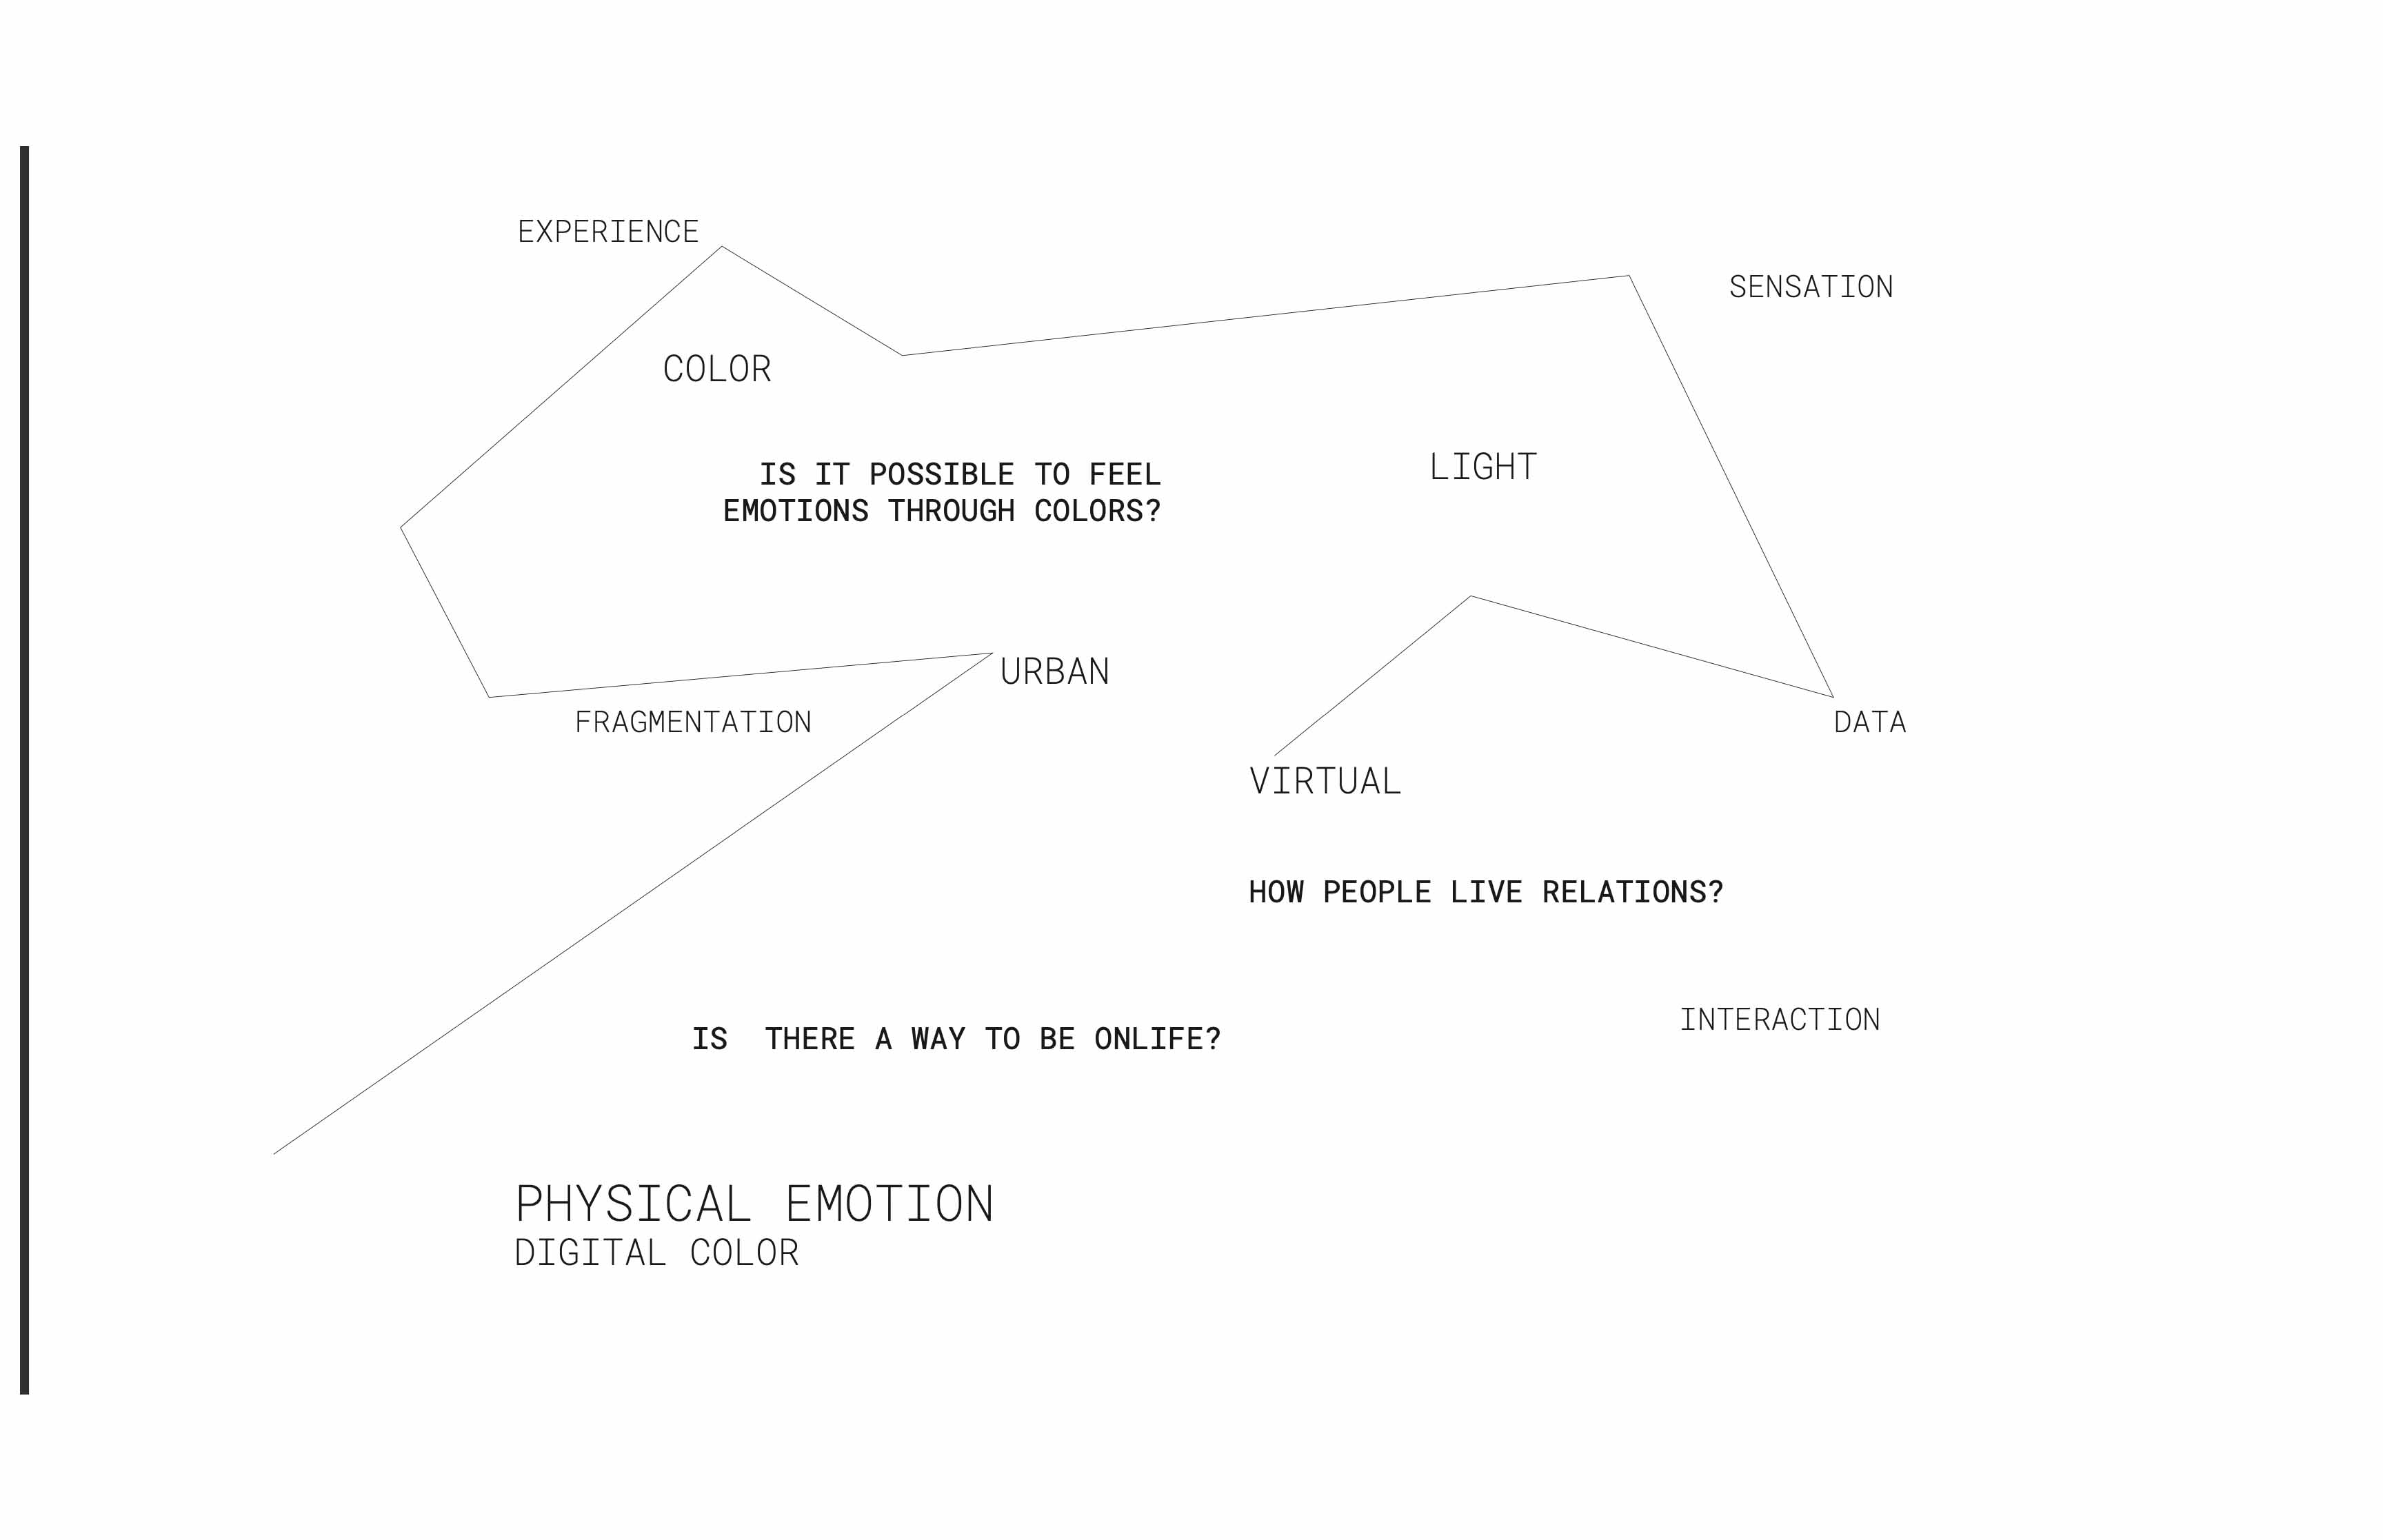 EXPERIENCE
SENSATION
COLOR
IS IT POSSIBLE TO FEEL
EMOTIONS THROUGH COLORS?
LIGHT
URBAN
FRAGMENTATION
DATA
VIRTUAL
HOW PEOPLE LIVE RELATIONS?
INTERACTION
IS  THERE A WAY TO BE ONLIFE?
PHYSICAL EMOTION
DIGITAL COLOR